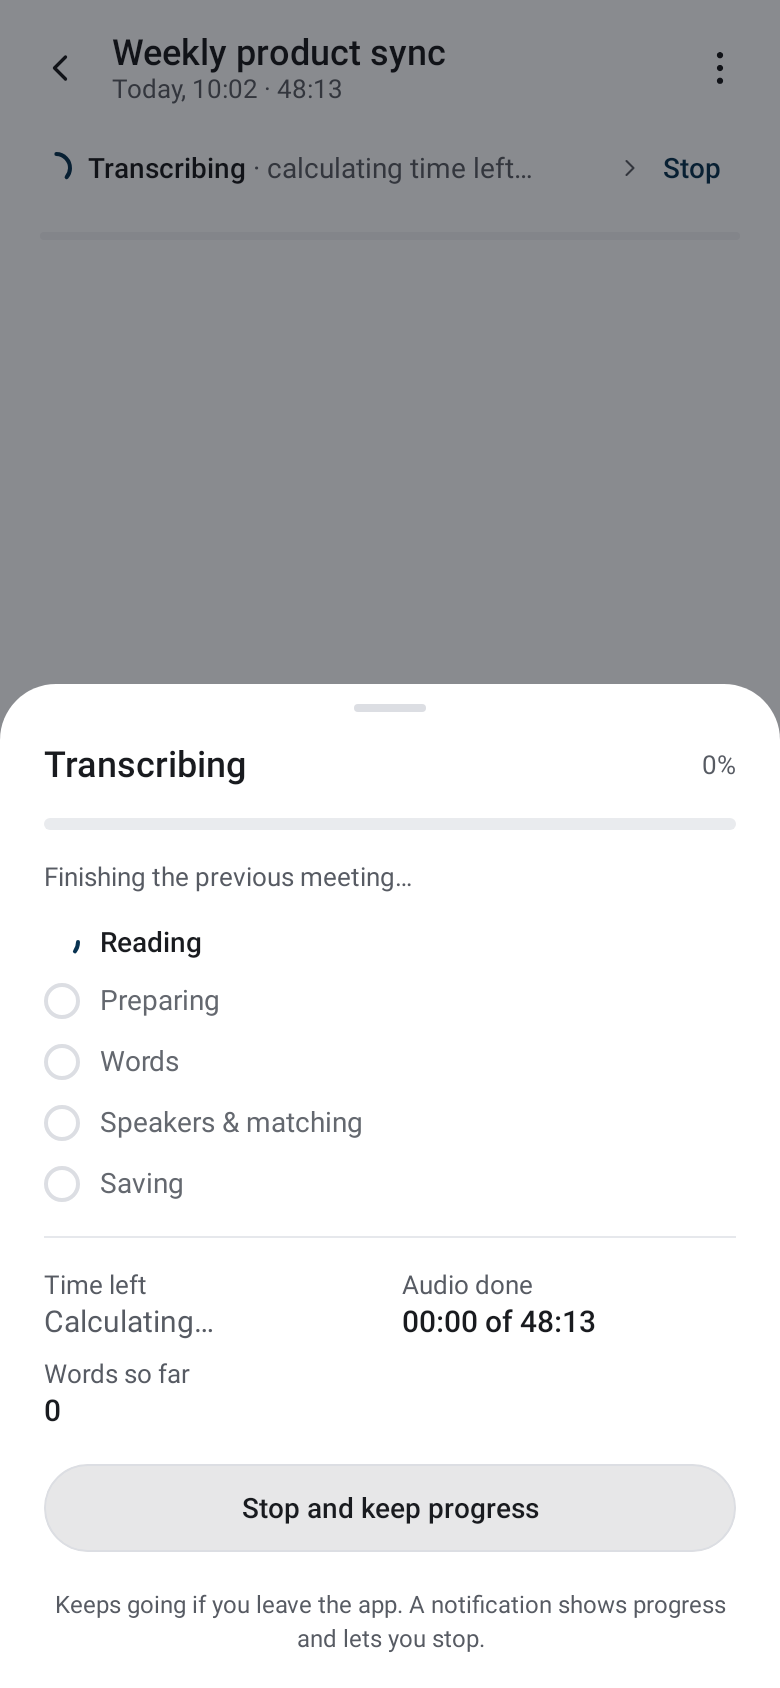 Weekly product sync
Today, 10:02 · 48:13
Transcribing · calculating time left…
Stop
Transcribing
0%
Finishing the previous meeting…
Reading
Preparing
Words
Speakers & matching
Saving
Time left
Calculating…
Audio done
00:00 of 48:13
Words so far
0
Stop and keep progress
Keeps going if you leave the app. A notification shows progress
and lets you stop.